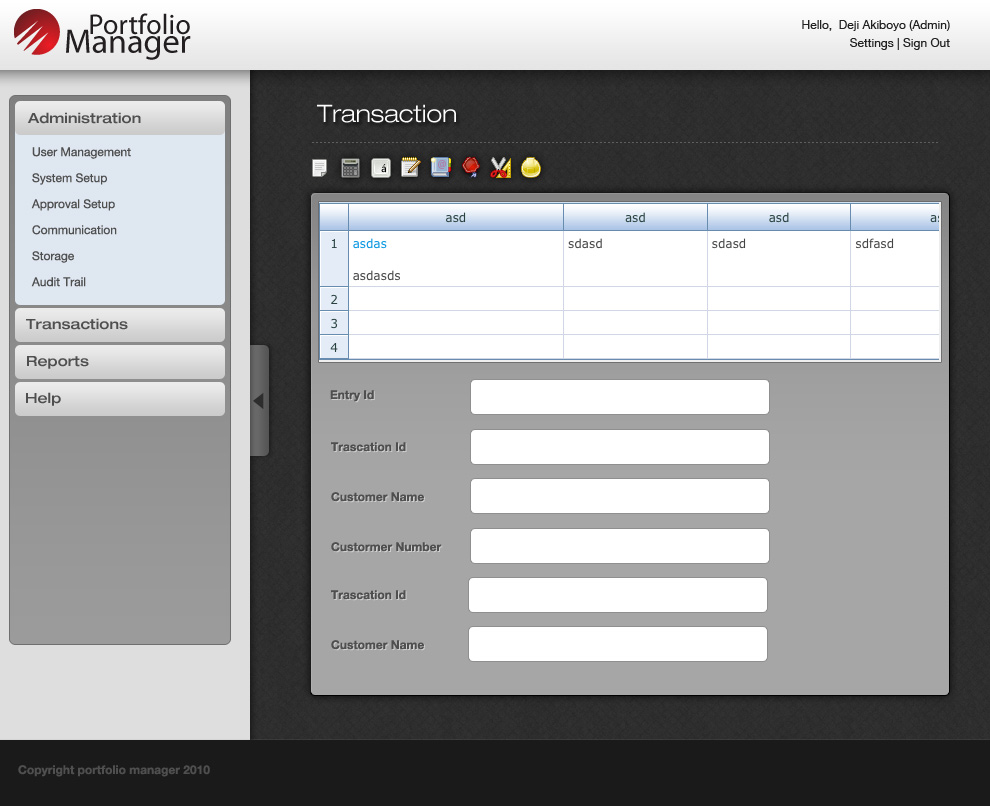 Portfolio
Manager
Hello, Deji Akiboyo (Admin)
Settings | Sign Out
Administration
User Management
System Setup
Approval Setup
Communication
Storage
Audit Trail
Transactions
Reports
Help
Transaction
á
asd asd asd as
1 asdas sdasd sdasd sdfasd
asdasds
2
3
4
Entry Id
Trascation Id
Customer Name
Custormer Number
Trascation Id
Customer Name
Copyright portfolio manager 2010